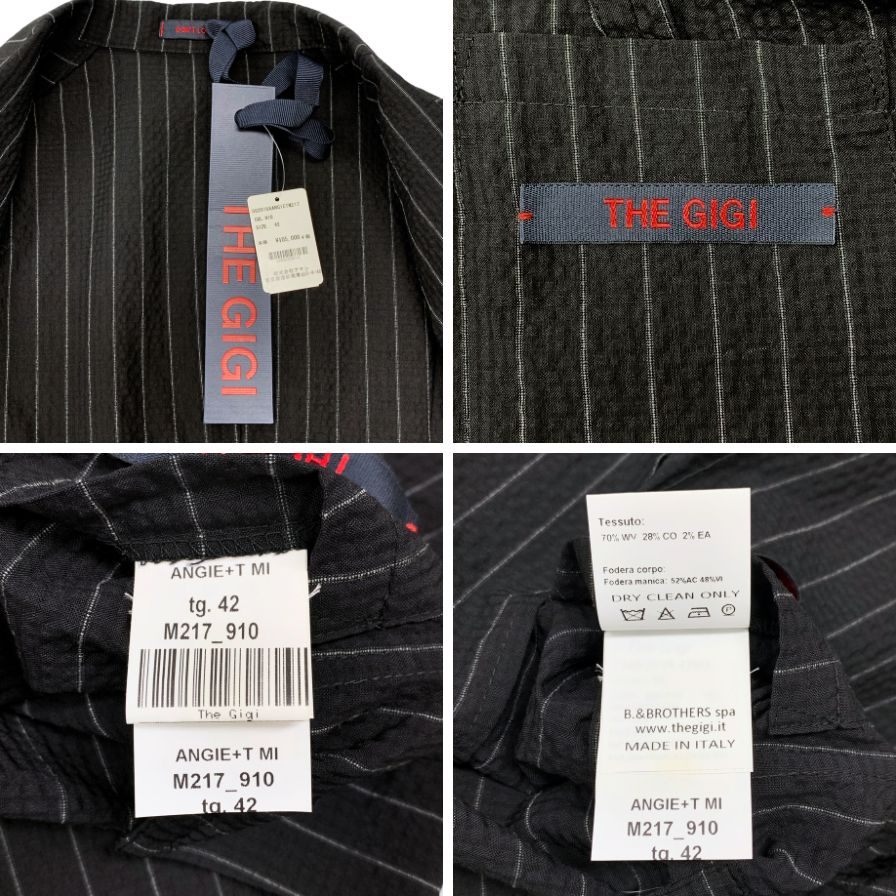 THE GIGI
SIZE 42
THE GIGI
ANGIE+T MI
tg. 42
M217_910
The Gigi
ANGIE+T MI
M217_910
tg. 42
Tessuto:
70% WV 28% CO 2% EA
Fodera corpo:
Fodera manica: 52%AC 48%VI
DRY CLEAN ONLY
B.&BROTHERS spa
www.thegigi.it
MADE IN ITALY
ANGIE+T MI
M217_910
tg. 42